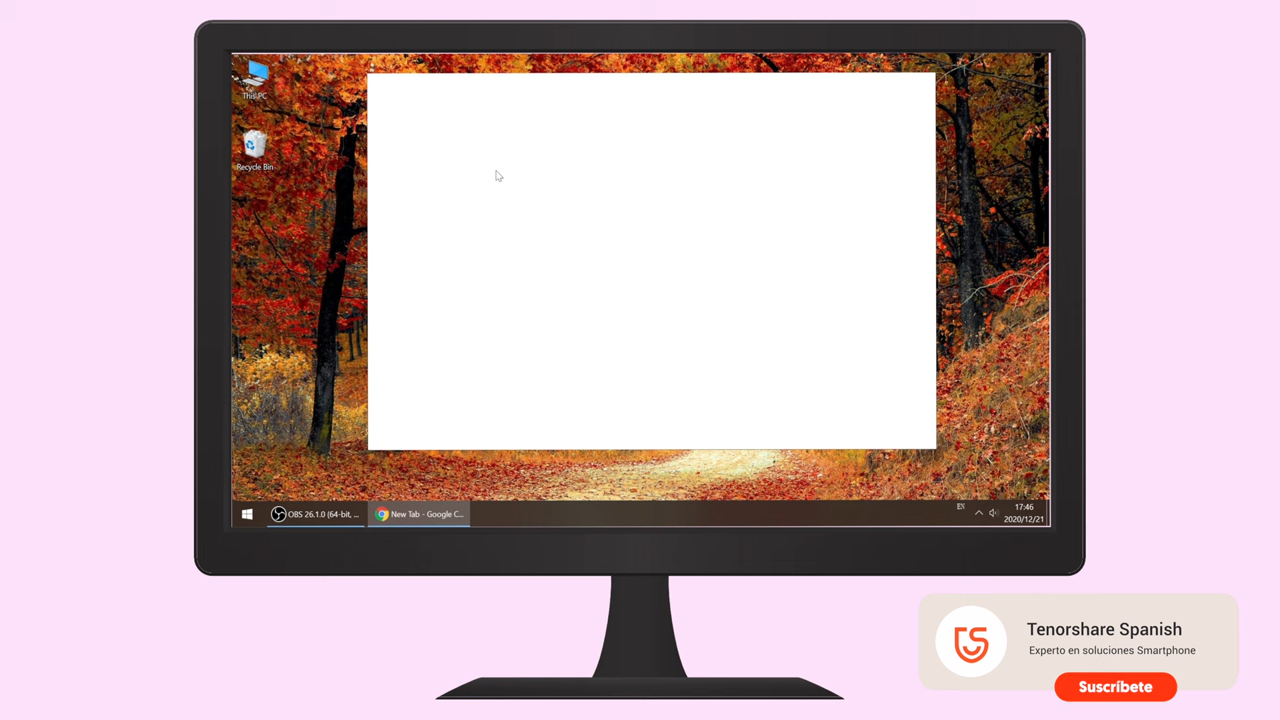 This PC
Recycle Bin
OBS 26.1.0 (64-bit, ...
New Tab - Google C...
EN
17:46
2020/12/21
Tenorshare Spanish
Experto en soluciones Smartphone
Suscríbete